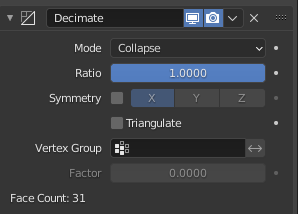 Decimate
Mode Collapse
Ratio 1.0000
Symmetry X Y Z
Triangulate
Vertex Group
Factor 0.0000
Face Count: 31